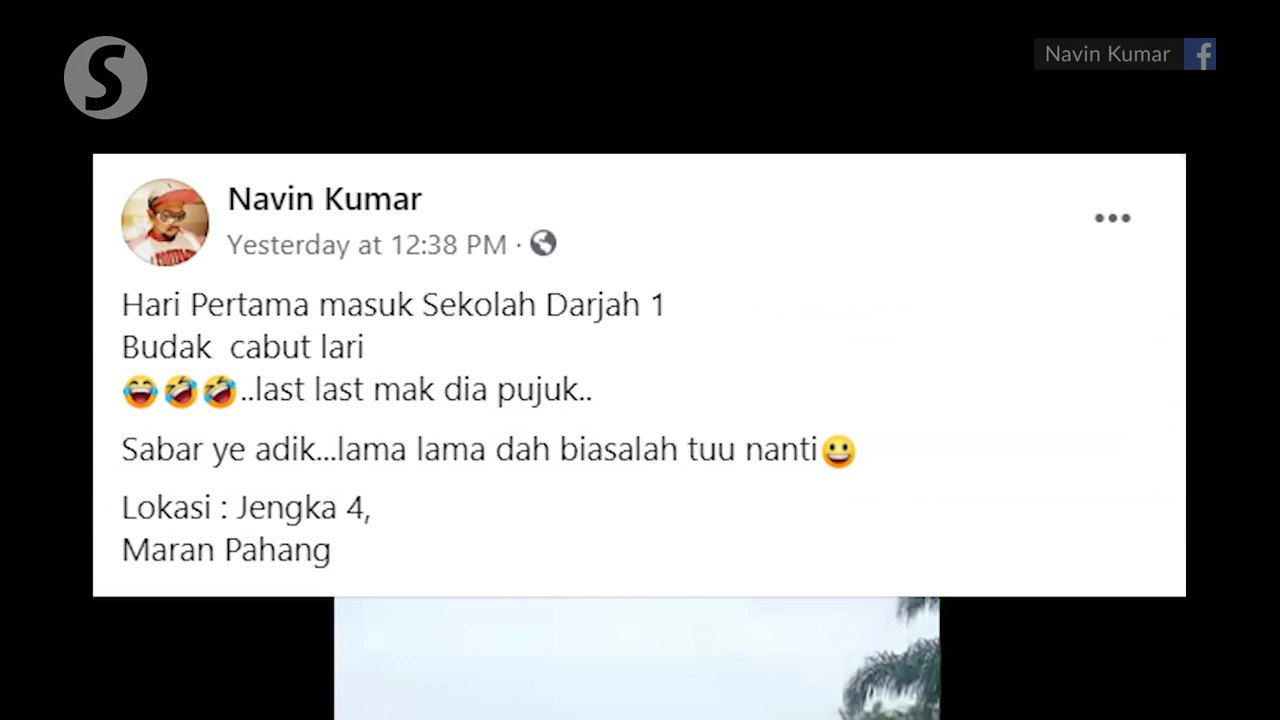 S
Navin Kumar f
Navin Kumar
Yesterday at 12:38 PM ·
Hari Pertama masuk Sekolah Darjah 1
Budak cabut lari
😂🤣🤣..last last mak dia pujuk..
Sabar ye adik...lama lama dah biasalah tuu nanti😀
Lokasi : Jengka 4,
Maran Pahang